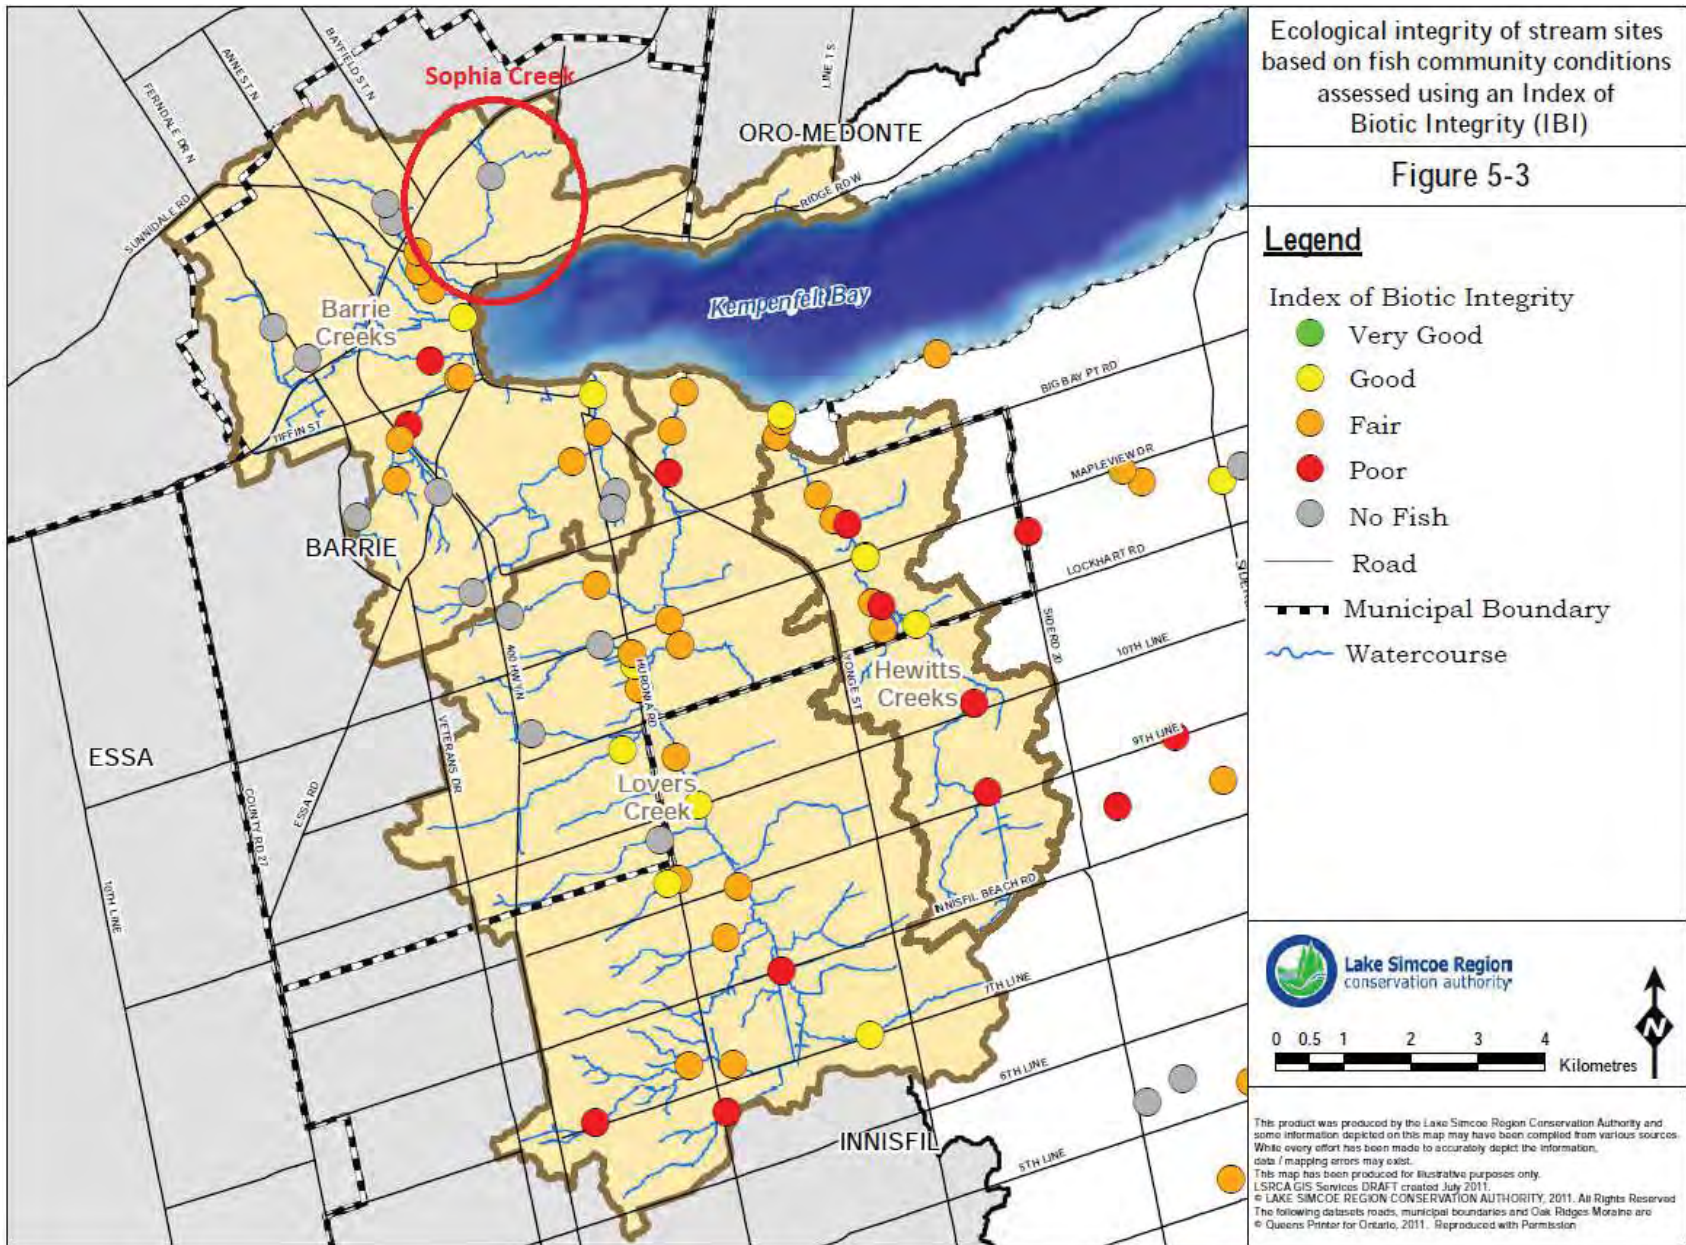 Sophia Creek
BAYFIELD ST N
ANNE ST N
FERNDALE DR N
SUNNIDALE RD
LINE 7 S
ORO-MEDONTE
RIDGE RD W
Kempenfelt Bay
Barrie
Creeks
TIFFIN ST
BARRIE
BIG BAY PT RD
MAPLEVIEW DR
LOCKHART RD
SIDERD 20
10TH LINE
Hewitts
Creeks
YONGE ST
HURONIA RD
400 HWY N
VETERANS DR
9TH LINE
ESSA
ESSA RD
COUNTY RD 27
10TH LINE
Lovers
Creek
INNISFIL BEACH RD
7TH LINE
6TH LINE
5TH LINE
INNISFIL
Ecological integrity of stream sites
based on fish community conditions
assessed using an Index of
Biotic Integrity (IBI)
Figure 5-3
Legend
Index of Biotic Integrity
Very Good
Good
Fair
Poor
No Fish
Road
Municipal Boundary
Watercourse
Lake Simcoe Region
conservation authority
N
0 0.5 1 2 3 4
Kilometres
This product was produced by the Lake Simcoe Region Conservation Authority and
some information depicted on this map may have been compiled from various sources.
While every effort has been made to accurately depict the information,
data / mapping errors may exist.
This map has been produced for illustrative purposes only.
LSRCA GIS Services DRAFT created July 2011.
© LAKE SIMCOE REGION CONSERVATION AUTHORITY, 2011. All Rights Reserved
The following datasets roads, municipal boundaries and Oak Ridges Moraine are
© Queens Printer for Ontario, 2011. Reproduced with Permission